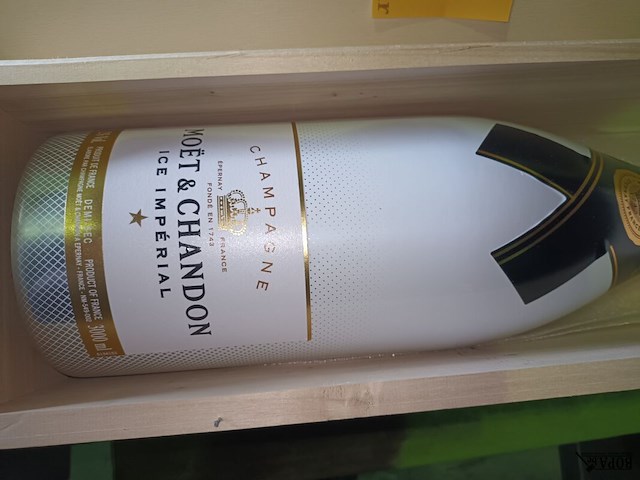 CHAMPAGNE
ÉPERNAY FRANCE
FONDÉ EN 1743
MOËT & CHANDON
ICE IMPÉRIAL
PRODUIT DE FRANCE DEMI-SEC PRODUCT OF FRANCE 3000 ml